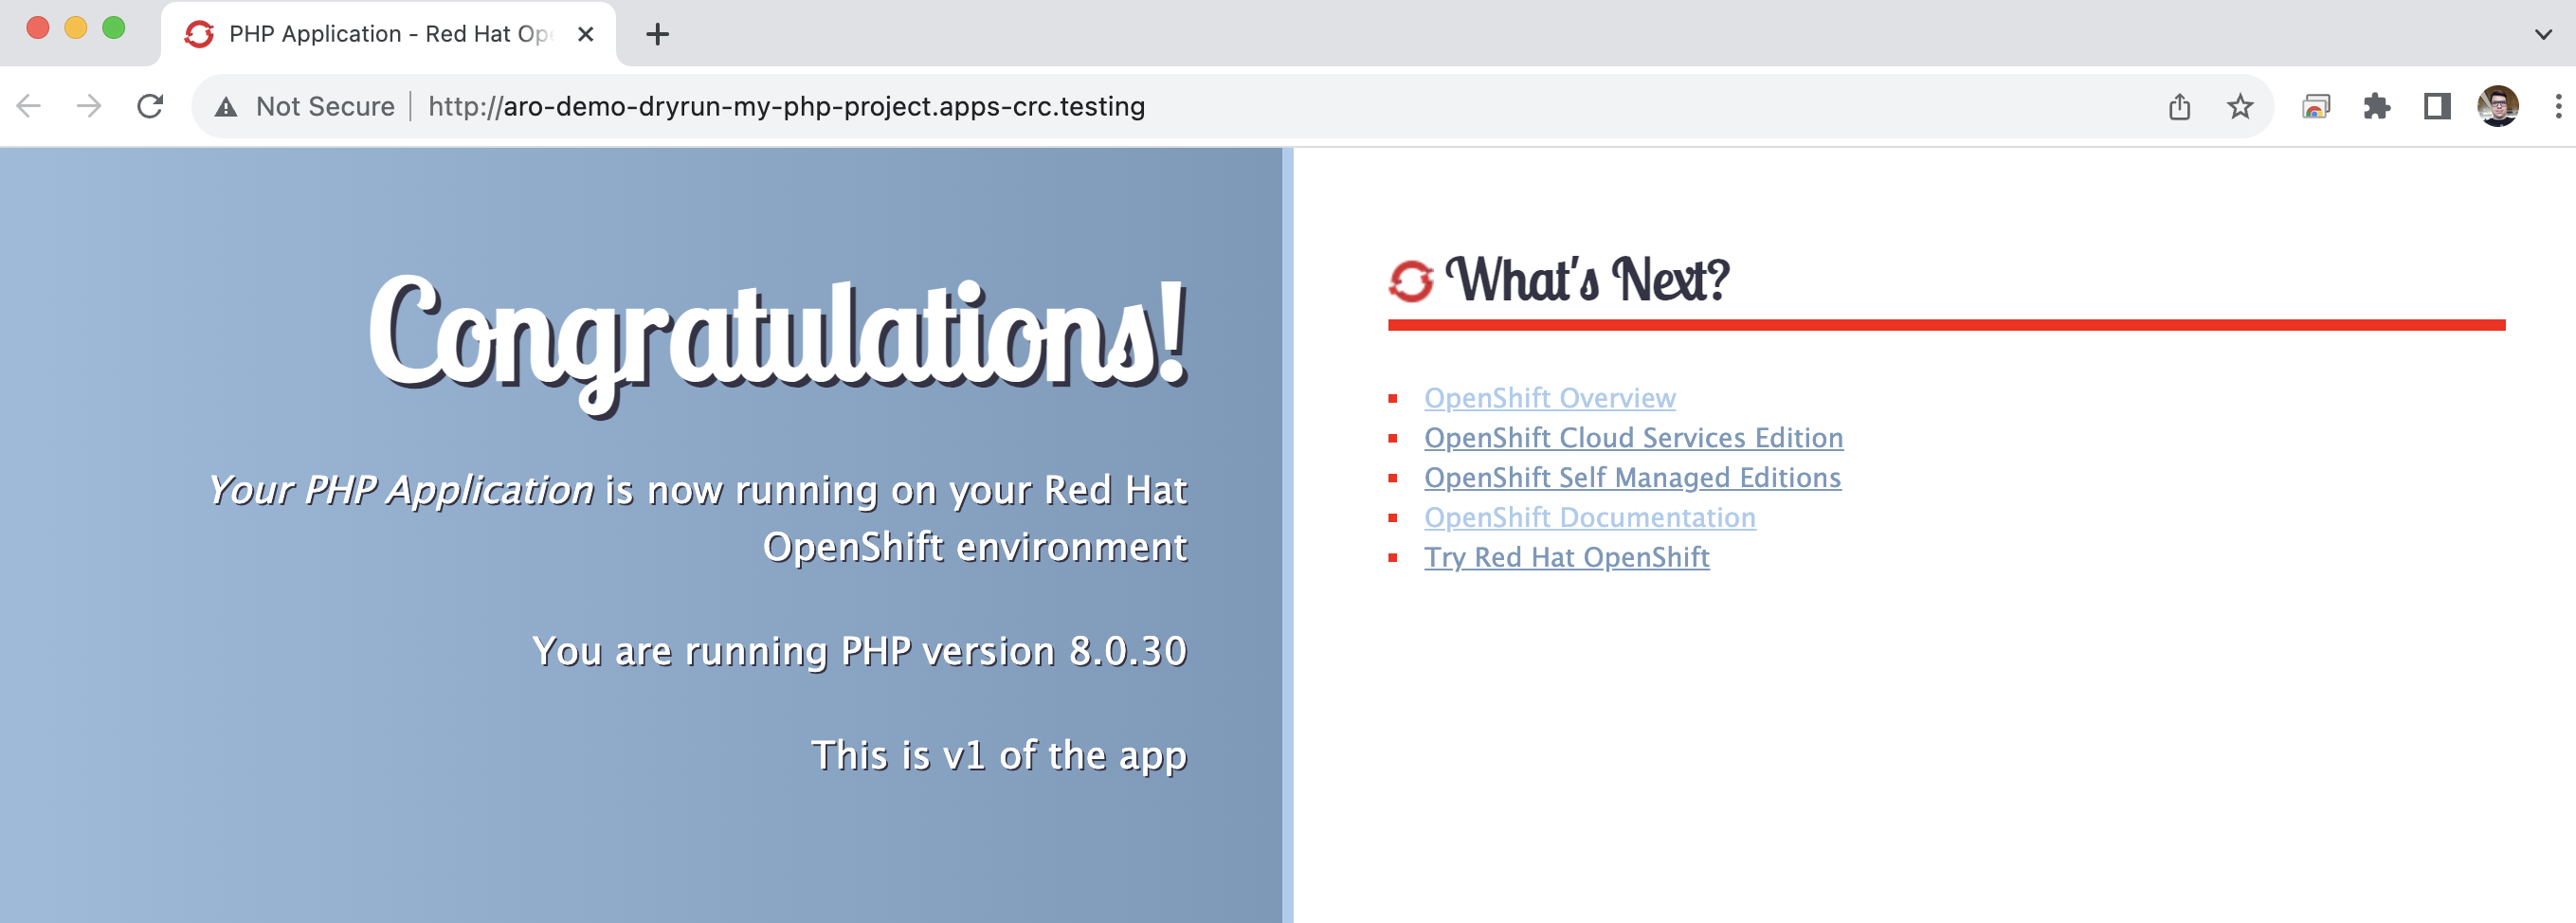 PHP Application - Red Hat Op
Not Secure
http://aro-demo-dryrun-my-php-project.apps-crc.testing
Congratulations!
Your PHP Application is now running on your Red Hat
OpenShift environment
You are running PHP version 8.0.30
This is v1 of the app
What's Next?
OpenShift Overview
OpenShift Cloud Services Edition
OpenShift Self Managed Editions
OpenShift Documentation
Try Red Hat OpenShift